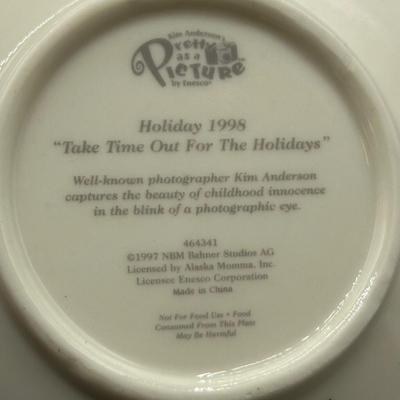 Kim Anderson's
Pretty
as a
Picture
by Enesco®
Holiday 1998
"Take Time Out For The Holidays"
Well-known photographer Kim Anderson
captures the beauty of childhood innocence
in the blink of a photographic eye.
464341
©1997 NBM Bahner Studios AG
Licensed by Alaska Momma, Inc.
Licensee Enesco Corporation
Made in China
Not For Food Use • Food
Consumed From This Plate
May Be Harmful